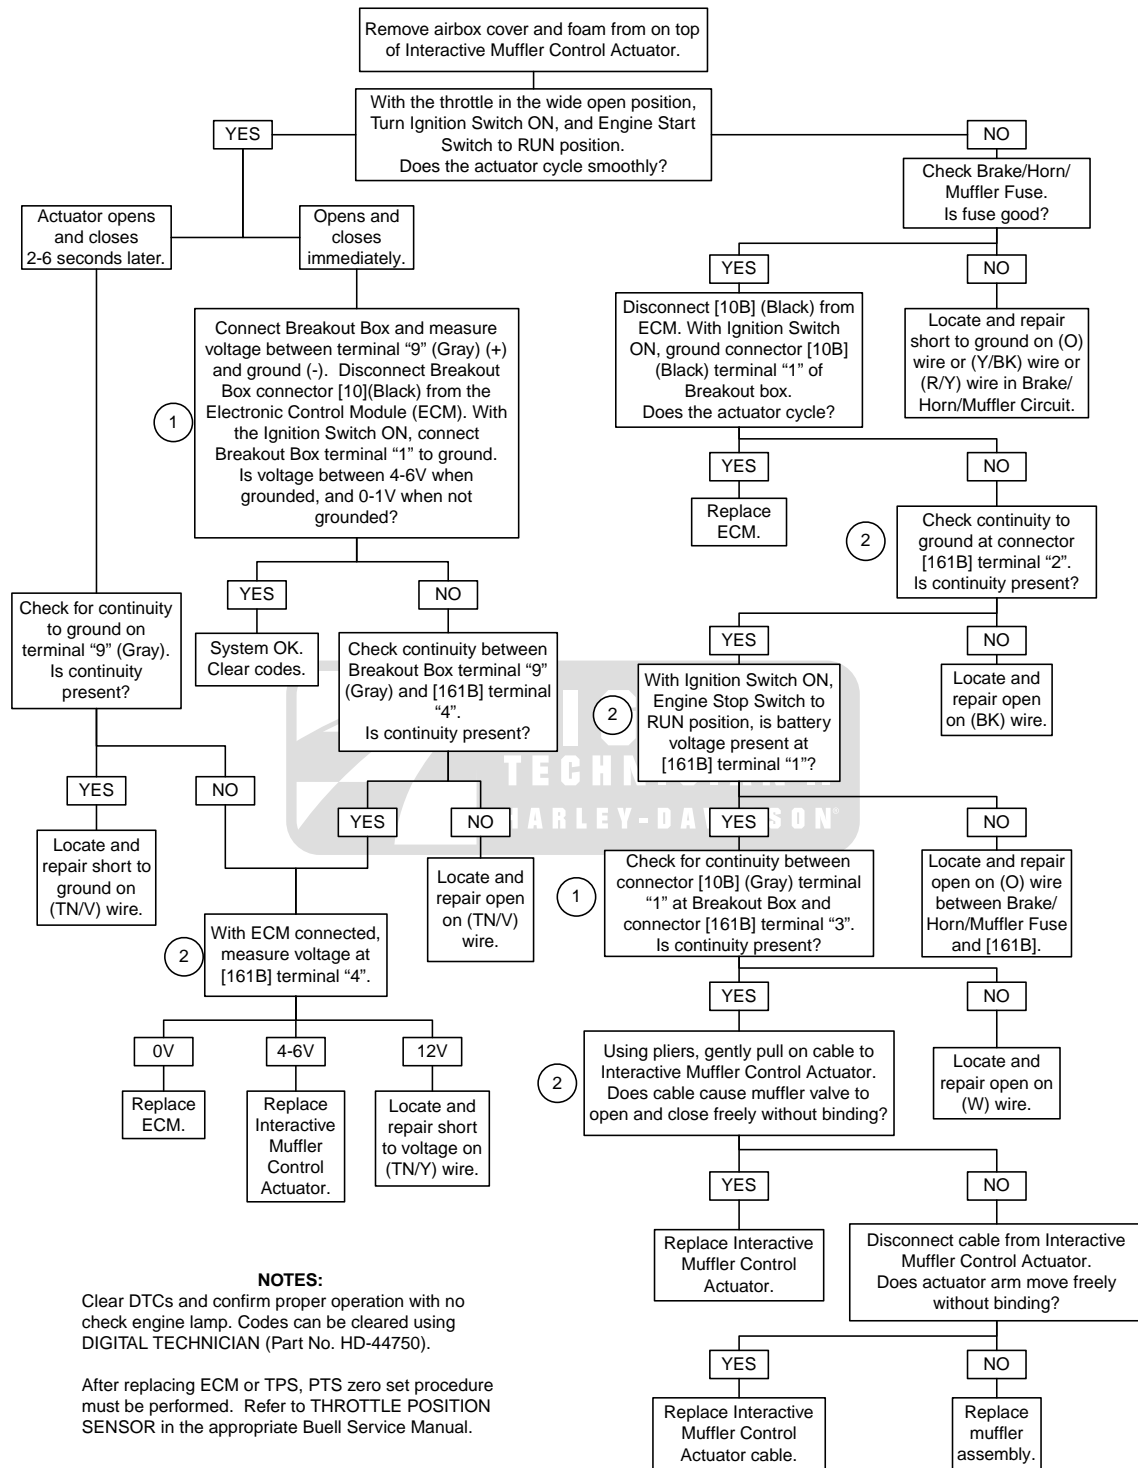 Remove airbox cover and foam from on top
of Interactive Muffler Control Actuator.
With the throttle in the wide open position,
Turn Ignition Switch ON, and Engine Start
Switch to RUN position.
Does the actuator cycle smoothly?
YES
NO
Check Brake/Horn/
Muffler Fuse.
Is fuse good?
Actuator opens
and closes
2-6 seconds later.
Opens and
closes
immediately.
YES
NO
Connect Breakout Box and measure
voltage between terminal “9” (Gray) (+)
and ground (-). Disconnect Breakout
Box connector [10](Black) from the
Electronic Control Module (ECM). With
the Ignition Switch ON, connect
Breakout Box terminal “1” to ground.
Is voltage between 4-6V when
grounded, and 0-1V when not
grounded?
1
Disconnect [10B] (Black) from
ECM. With Ignition Switch
ON, ground connector [10B]
(Black) terminal “1” of
Breakout box.
Does the actuator cycle?
Locate and repair
short to ground on (O)
wire or (Y/BK) wire or
(R/Y) wire in Brake/
Horn/Muffler Circuit.
YES
NO
Replace
ECM.
2
Check continuity to
ground at connector
[161B] terminal “2”.
Is continuity present?
YES
NO
Check for continuity
to ground on
terminal “9” (Gray).
Is continuity
present?
System OK.
Clear codes.
Check continuity between
Breakout Box terminal “9”
(Gray) and [161B] terminal
“4”.
Is continuity present?
YES
NO
2
With Ignition Switch ON,
Engine Stop Switch to
RUN position, is battery
voltage present at
[161B] terminal “1”?
Locate and
repair open
on (BK) wire.
TECHN
HARLEY-DAV SON®
YES
NO
YES
NO
YES
NO
Locate and
repair short to
ground on
(TN/V) wire.
Locate and
repair open
on (TN/V)
wire.
1
Check for continuity between
connector [10B] (Gray) terminal
“1” at Breakout Box and
connector [161B] terminal “3”.
Is continuity present?
Locate and repair
open on (O) wire
between Brake/
Horn/Muffler Fuse
and [161B].
2
With ECM connected,
measure voltage at
[161B] terminal “4”.
YES
NO
0V
4-6V
12V
Replace
ECM.
Replace
Interactive
Muffler
Control
Actuator.
Locate and
repair short
to voltage on
(TN/Y) wire.
2
Using pliers, gently pull on cable to
Interactive Muffler Control Actuator.
Does cable cause muffler valve to
open and close freely without binding?
Locate and
repair open on
(W) wire.
YES
NO
Replace Interactive
Muffler Control
Actuator.
Disconnect cable from Interactive
Muffler Control Actuator.
Does actuator arm move freely
without binding?
YES
NO
Replace Interactive
Muffler Control
Actuator cable.
Replace
muffler
assembly.
NOTES:
Clear DTCs and confirm proper operation with no
check engine lamp. Codes can be cleared using
DIGITAL TECHNICIAN (Part No. HD-44750).
After replacing ECM or TPS, PTS zero set procedure
must be performed. Refer to THROTTLE POSITION
SENSOR in the appropriate Buell Service Manual.